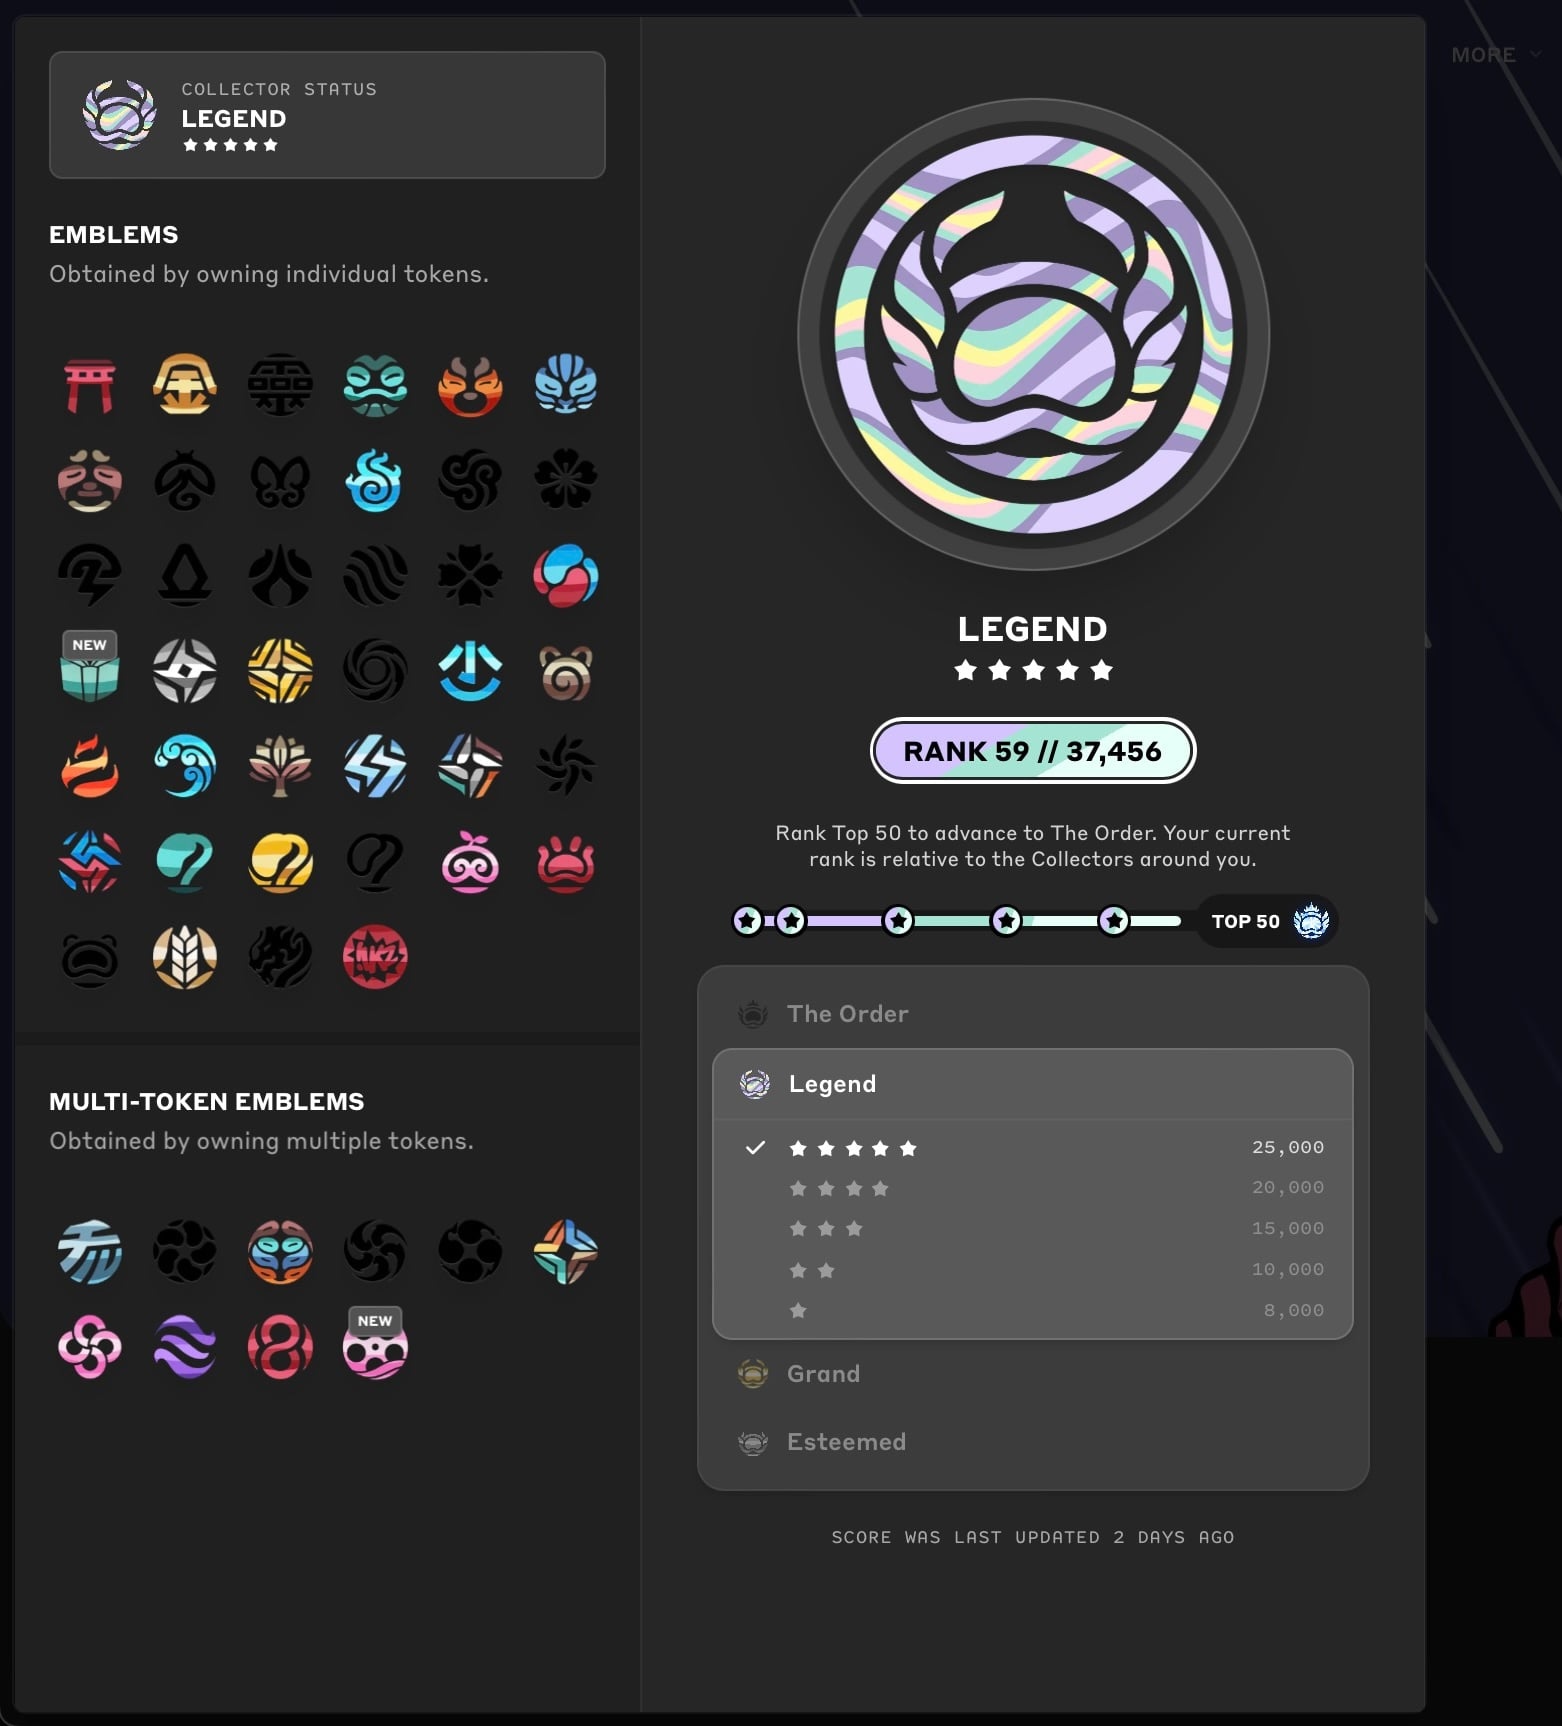 MORE
COLLECTOR STATUS
LEGEND
EMBLEMS
Obtained by owning individual tokens.
NEW
MULTI-TOKEN EMBLEMS
Obtained by owning multiple tokens.
NEW
LEGEND
RANK 59 // 37,456
Rank Top 50 to advance to The Order. Your current
rank is relative to the Collectors around you.
TOP 50
The Order
Legend
25,000
20,000
15,000
10,000
8,000
Grand
Esteemed
SCORE WAS LAST UPDATED 2 DAYS AGO